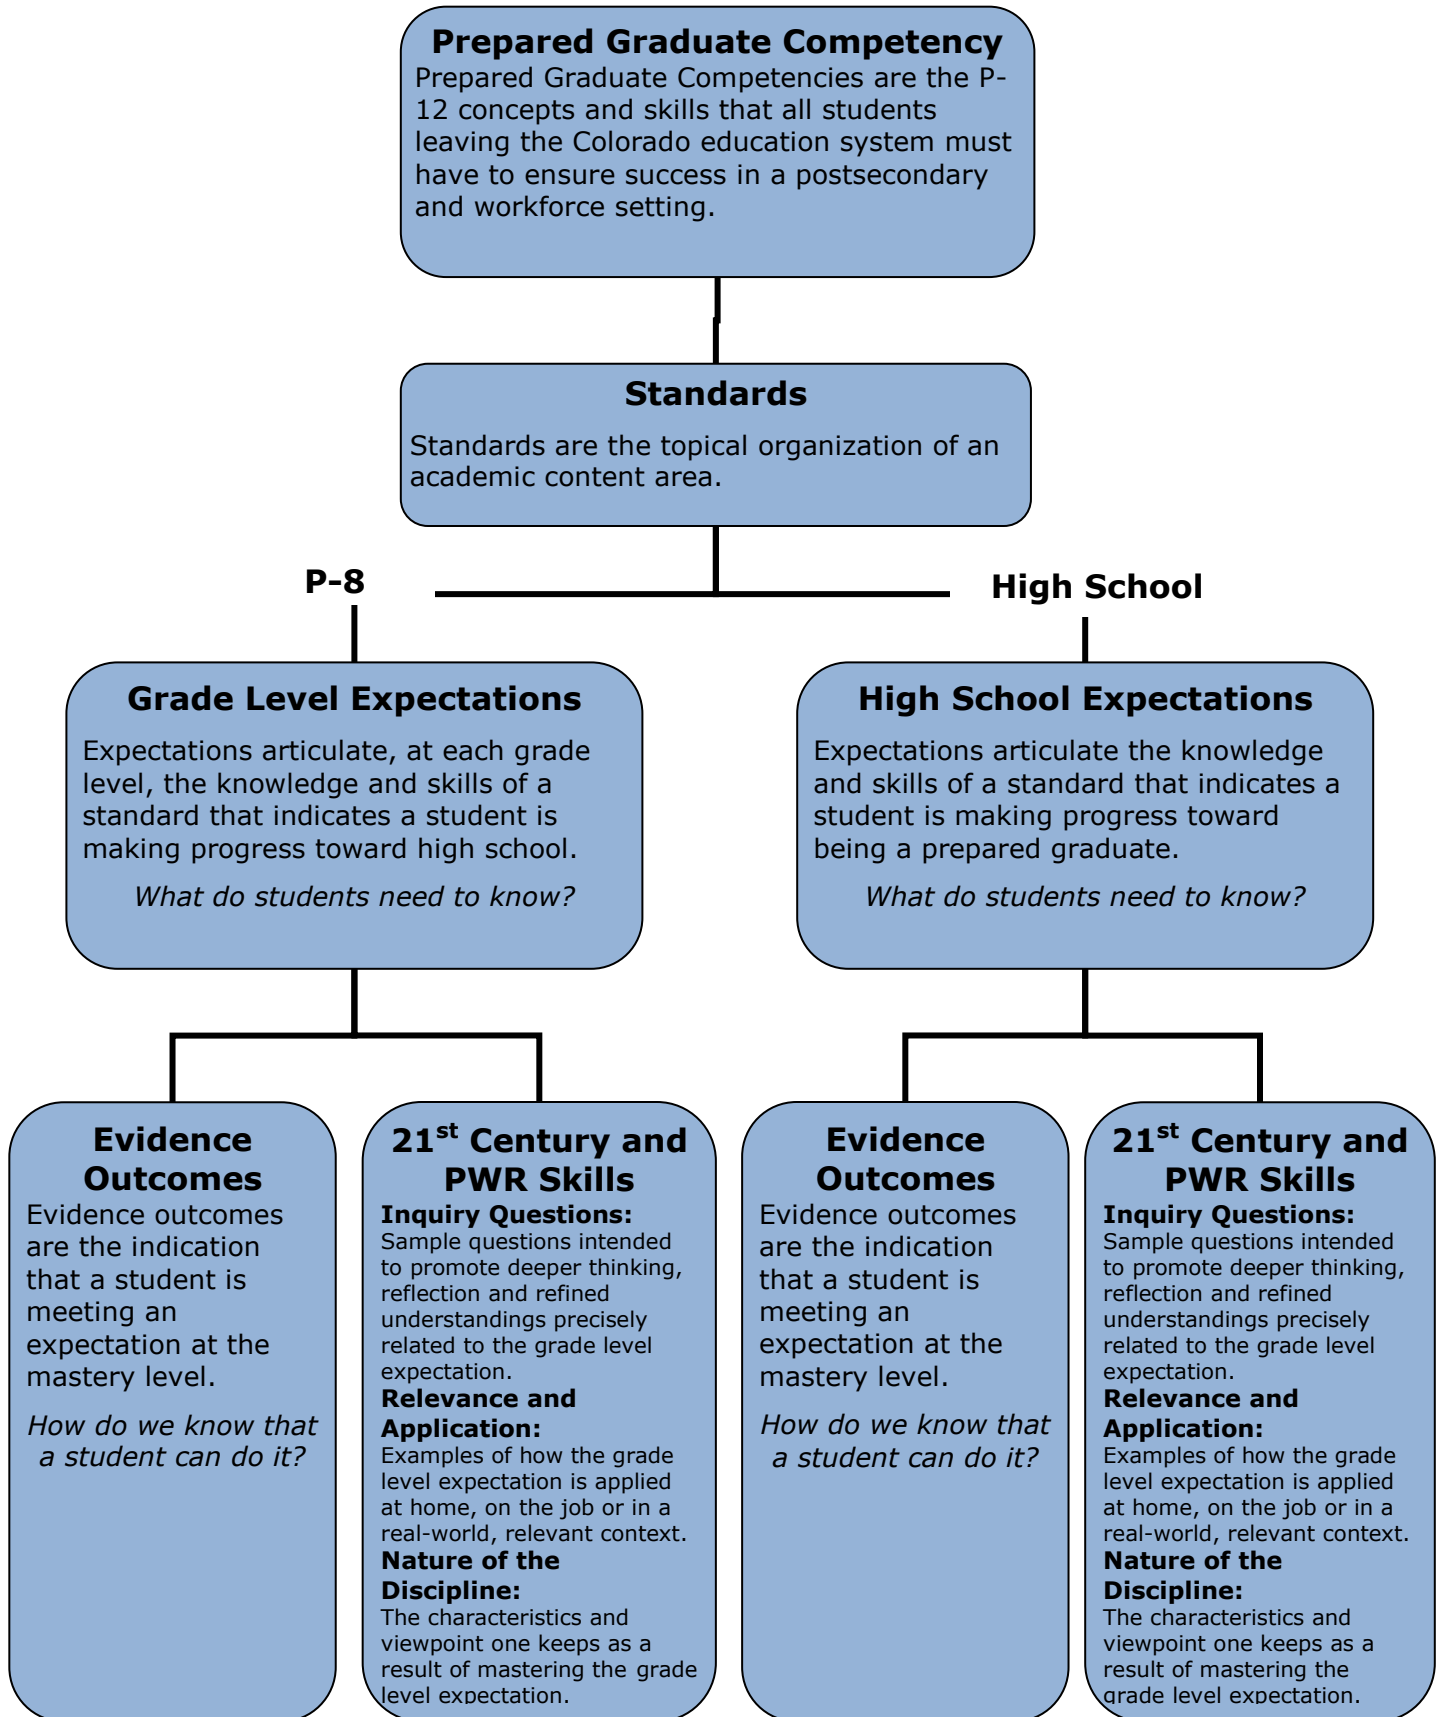 Prepared Graduate Competency
Prepared Graduate Competencies are the P-
12 concepts and skills that all students
leaving the Colorado education system must
have to ensure success in a postsecondary
and workforce setting.
Standards
Standards are the topical organization of an
academic content area.
P-8
High School
Grade Level Expectations
Expectations articulate, at each grade
level, the knowledge and skills of a
standard that indicates a student is
making progress toward high school.
What do students need to know?
High School Expectations
Expectations articulate the knowledge
and skills of a standard that indicates a
student is making progress toward
being a prepared graduate.
What do students need to know?
Evidence
Outcomes
Evidence outcomes
are the indication
that a student is
meeting an
expectation at the
mastery level.
How do we know that
a student can do it?
21st Century and
PWR Skills
Inquiry Questions:
Sample questions intended
to promote deeper thinking,
reflection and refined
understandings precisely
related to the grade level
expectation.
Relevance and
Application:
Examples of how the grade
level expectation is applied
at home, on the job or in a
real-world, relevant context.
Nature of the
Discipline:
The characteristics and
viewpoint one keeps as a
result of mastering the grade
level expectation.
Evidence
Outcomes
Evidence outcomes
are the indication
that a student is
meeting an
expectation at the
mastery level.
How do we know that
a student can do it?
21st Century and
PWR Skills
Inquiry Questions:
Sample questions intended
to promote deeper thinking,
reflection and refined
understandings precisely
related to the grade level
expectation.
Relevance and
Application:
Examples of how the grade
level expectation is applied
at home, on the job or in a
real-world, relevant context.
Nature of the
Discipline:
The characteristics and
viewpoint one keeps as a
result of mastering the
grade level expectation.